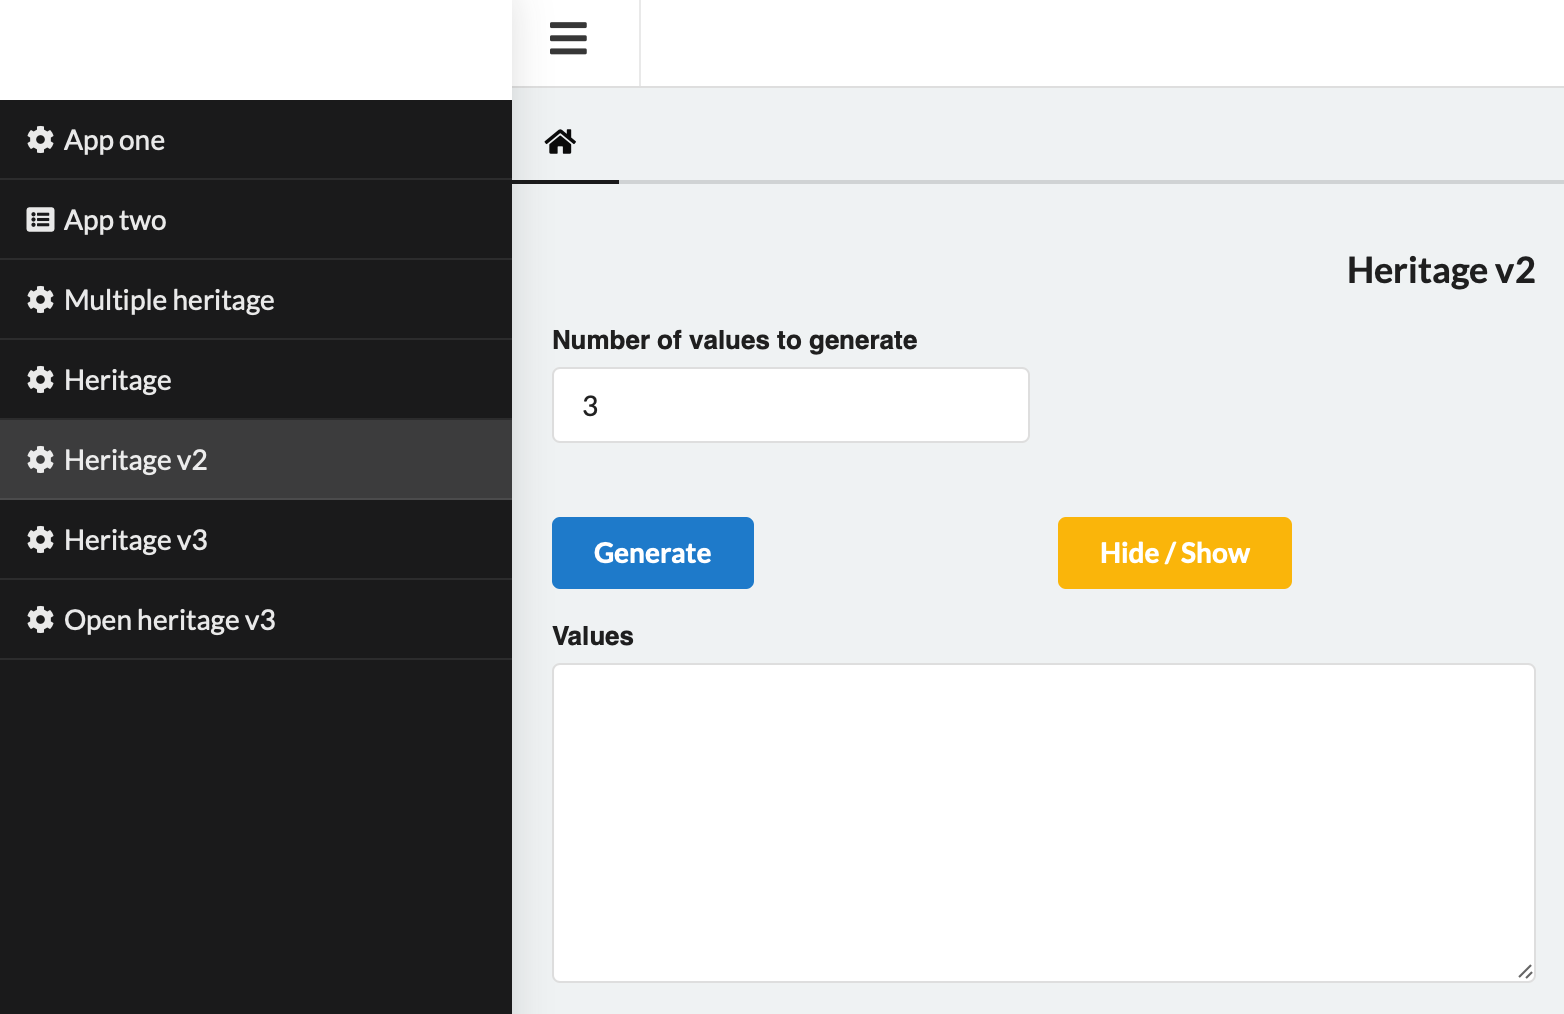 App one
App two
Multiple heritage
Heritage
Heritage v2
Heritage v3
Open heritage v3
Heritage v2
Number of values to generate
3
Generate
Hide / Show
Values